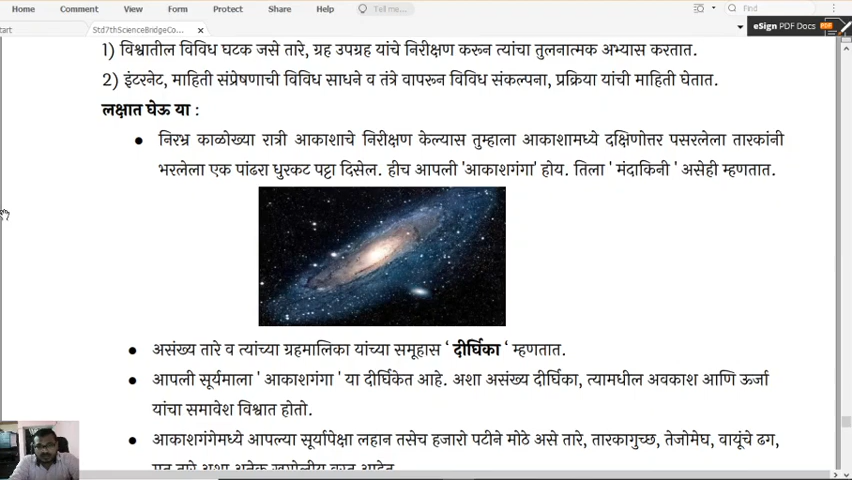 Home Comment View Form Protect Share Help Tell me... Find
tart Std7thScienceBridgeCo... × eSign PDF Docs
1) विश्वातील विविध घटक जसे तारे, ग्रह उपग्रह यांचे निरीक्षण करून त्यांचा तुलनात्मक अभ्यास करतात.
2) इंटरनेट, माहिती संप्रेषणाची विविध साधने व तंत्रे वापरून विविध संकल्पना, प्रक्रिया यांची माहिती घेतात.
लक्षात घेऊ या :
● निरभ्र काळोख्या रात्री आकाशाचे निरीक्षण केल्यास तुम्हाला आकाशामध्ये दक्षिणोत्तर पसरलेला तारकांनी
भरलेला एक पांढरा धुरकट पट्टा दिसेल. हीच आपली 'आकाशगंगा' होय. तिला ' मंदाकिनी ' असेही म्हणतात.
● असंख्य तारे व त्यांच्या ग्रहमालिका यांच्या समूहास ' दीर्घिका ' म्हणतात.
● आपली सूर्यमाला ' आकाशगंगा ' या दीर्घिकेत आहे. अशा असंख्य दीर्घिका, त्यामधील अवकाश आणि ऊर्जा
यांचा समावेश विश्वात होतो.
● आकाशगंगेमध्ये आपल्या सूर्यापेक्षा लहान तसेच हजारो पटीने मोठे असे तारे, तारकागुच्छ, तेजोमेघ, वायूंचे ढग,